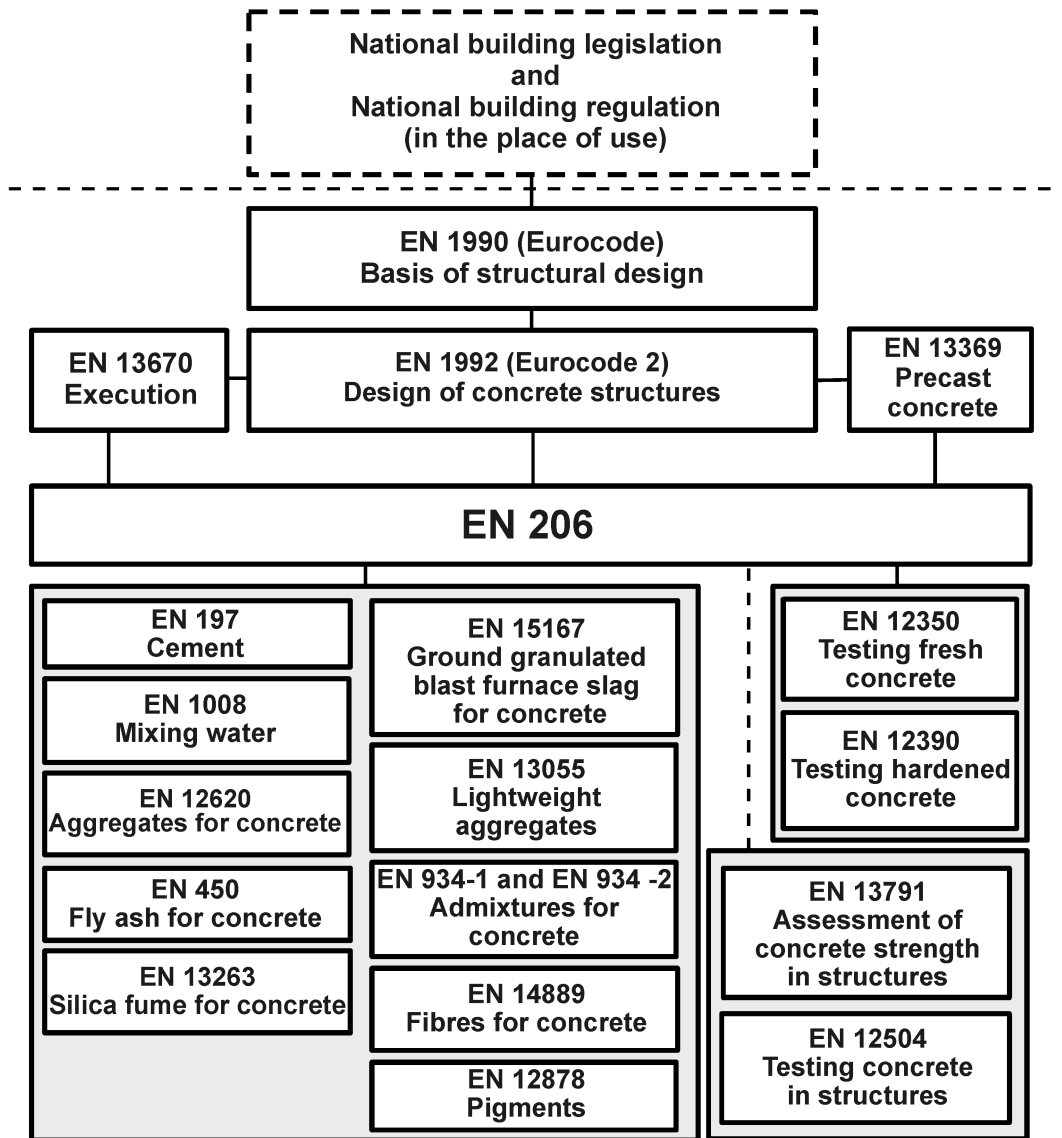 National building legislation
and
National building regulation
(in the place of use)
EN 1990 (Eurocode)
Basis of structural design
EN 13670
Execution
EN 1992 (Eurocode 2)
Design of concrete structures
EN 13369
Precast
concrete
EN 206
EN 197
Cement
EN 1008
Mixing water
EN 12620
Aggregates for concrete
EN 450
Fly ash for concrete
EN 13263
Silica fume for concrete
EN 15167
Ground granulated
blast furnace slag
for concrete
EN 13055
Lightweight
aggregates
EN 934-1 and EN 934 -2
Admixtures for
concrete
EN 14889
Fibres for concrete
EN 12878
Pigments
EN 12350
Testing fresh
concrete
EN 12390
Testing hardened
concrete
EN 13791
Assessment of
concrete strength
in structures
EN 12504
Testing concrete
in structures